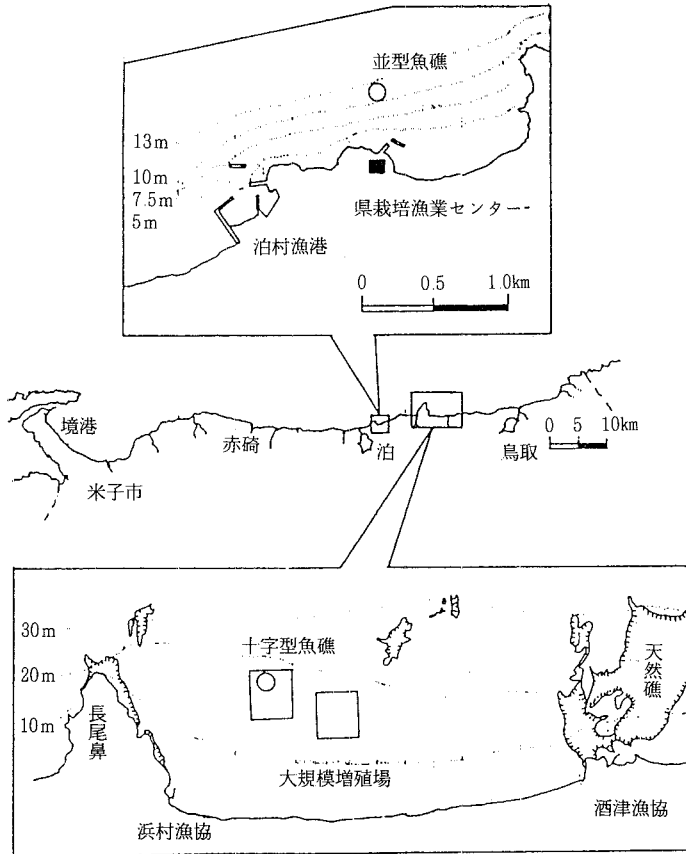 並型魚礁
13m
10m
7.5m
5m
県栽培漁業センター
泊村漁港
0 0.5 1.0km
境港
米子市
赤碕
泊
鳥取
0 5 10km
30m
20m
10m
十字型魚礁
天然礁
長尾鼻
大規模増殖場
浜村漁協
酒津漁協